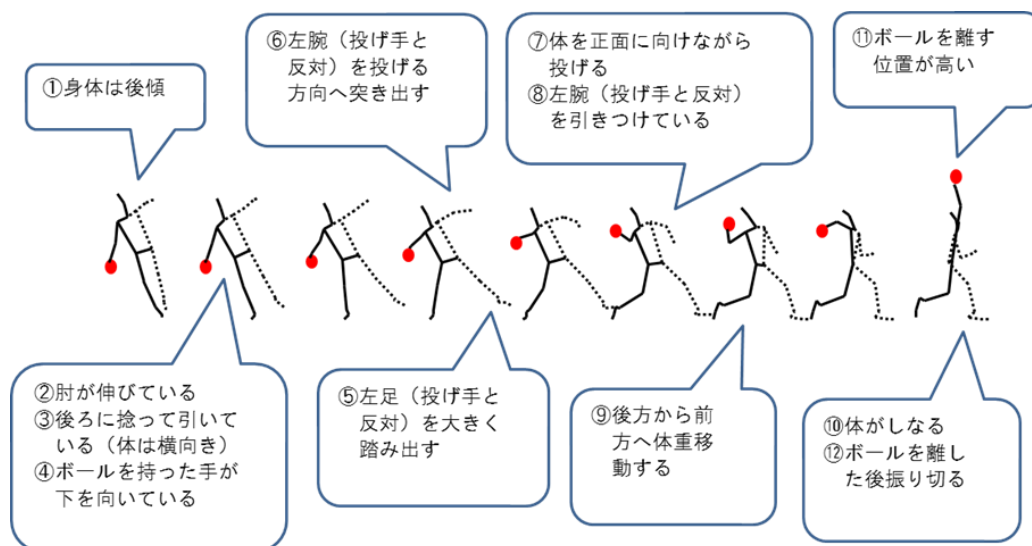 ①身体は後傾
②肘が伸びている
③後ろに捻って引いて
いる（体は横向き）
④ボールを持った手が
下を向いている
⑥左腕（投げ手と
反対）を投げる
方向へ突き出す
⑤左足（投げ手と
反対）を大きく
踏み出す
⑦体を正面に向けながら
投げる
⑧左腕（投げ手と反対）
を引きつけている
⑨後方から前
方へ体重移
動する
⑪ボールを離す
位置が高い
⑩体がしなる
⑫ボールを離し
た後振り切る